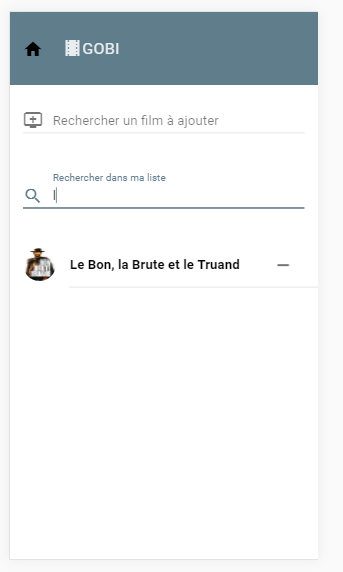 GOBI
Rechercher un film à ajouter
Rechercher dans ma liste
l
Le Bon, la Brute et le Truand